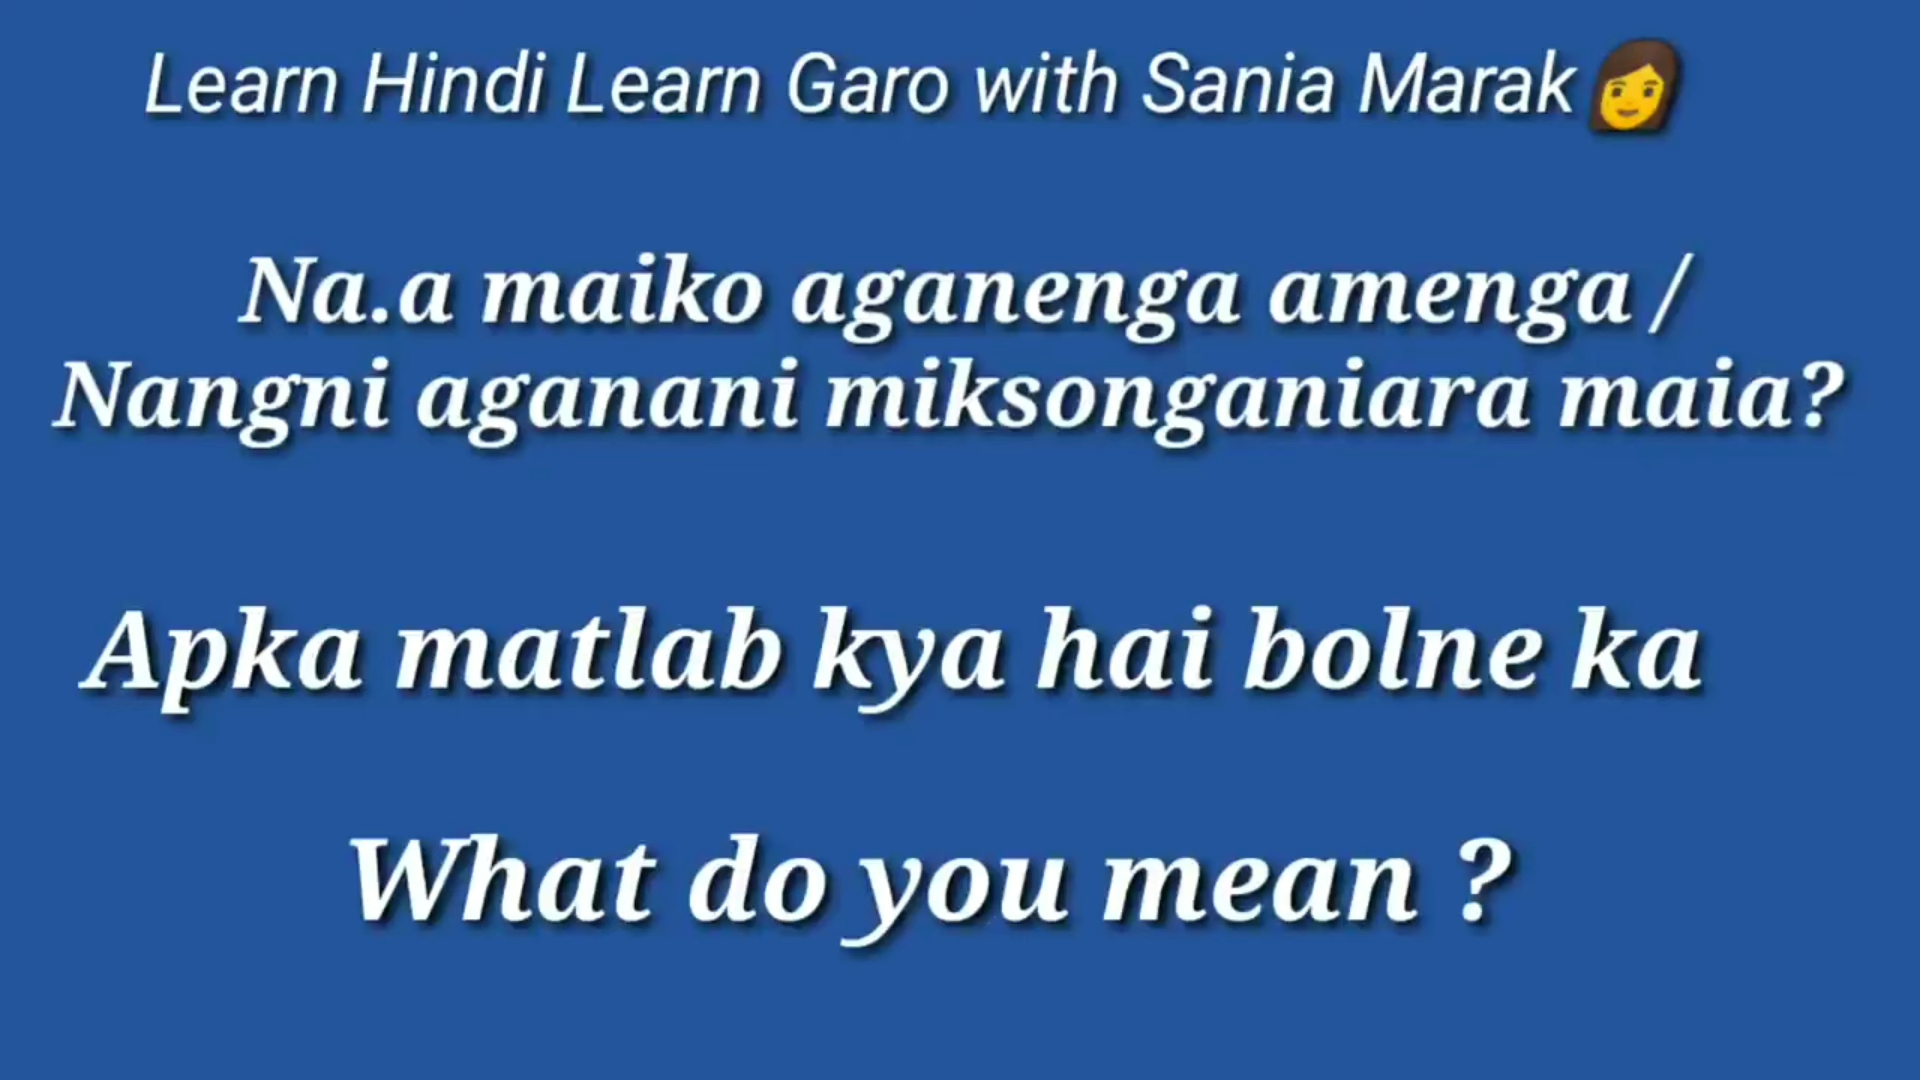 Learn Hindi Learn Garo with Sania Marak
Na.a maiko aganenga amenga /
Nangni aganani miksonganiara maia?
Apka matlab kya hai bolne ka
What do you mean ?